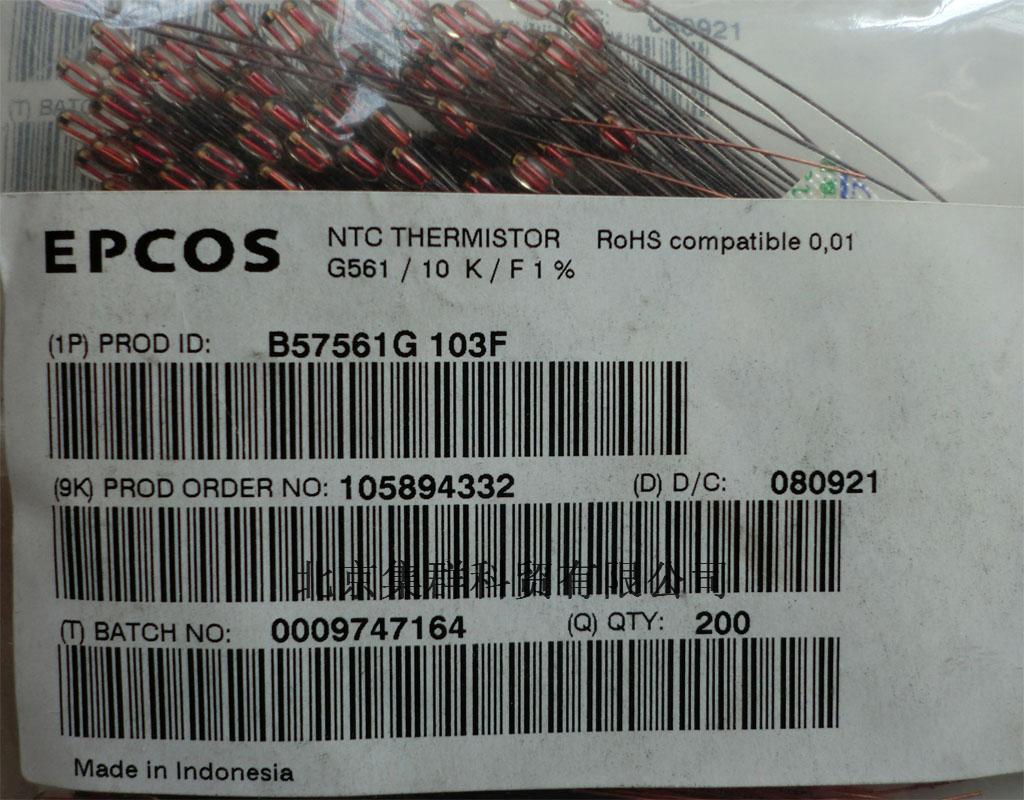 080921
(T) BATC
EPCOS
NTC THERMISTOR RoHS compatible 0,01
G561 / 10 K / F 1 %
(1P) PROD ID: B57561G 103F
(9K) PROD ORDER NO: 105894332 (D) D/C: 080921
北京集群科贸有限公司
(T) BATCH NO: 0009747164 (Q) QTY: 200
Made in Indonesia